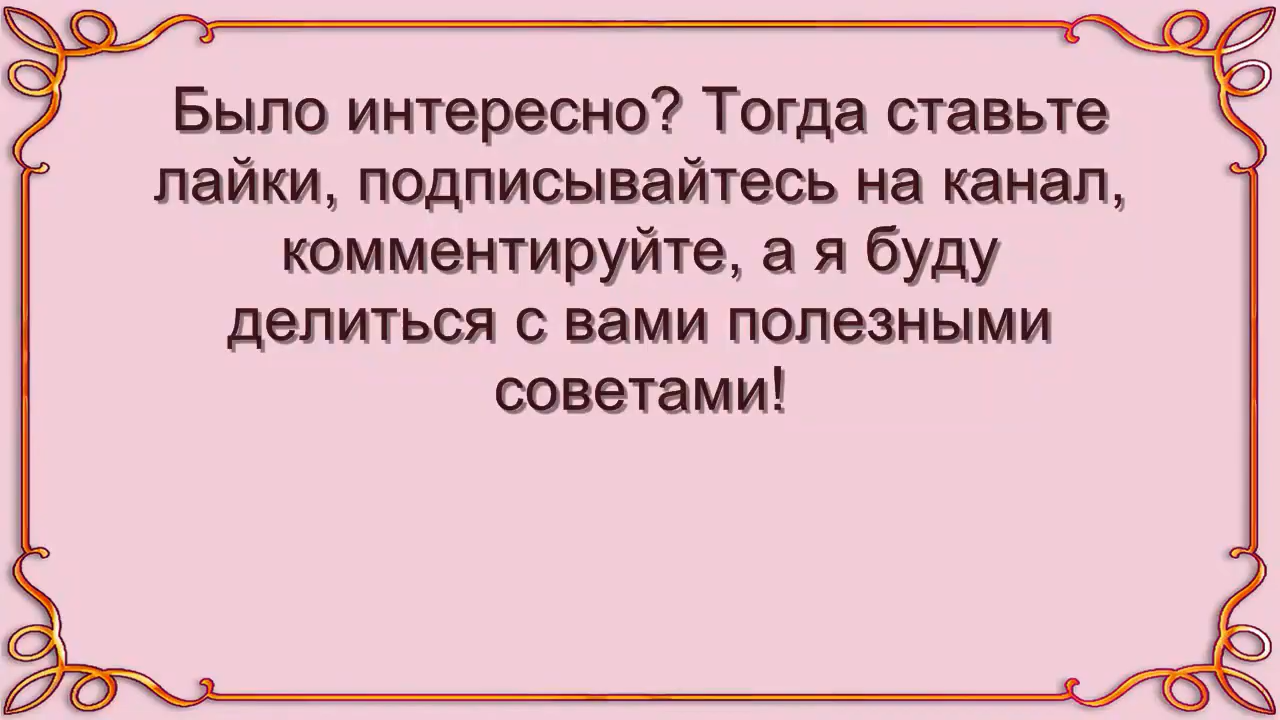 Было интересно? Тогда ставьте
лайки, подписывайтесь на канал,
комментируйте, а я буду
делиться с вами полезными
советами!